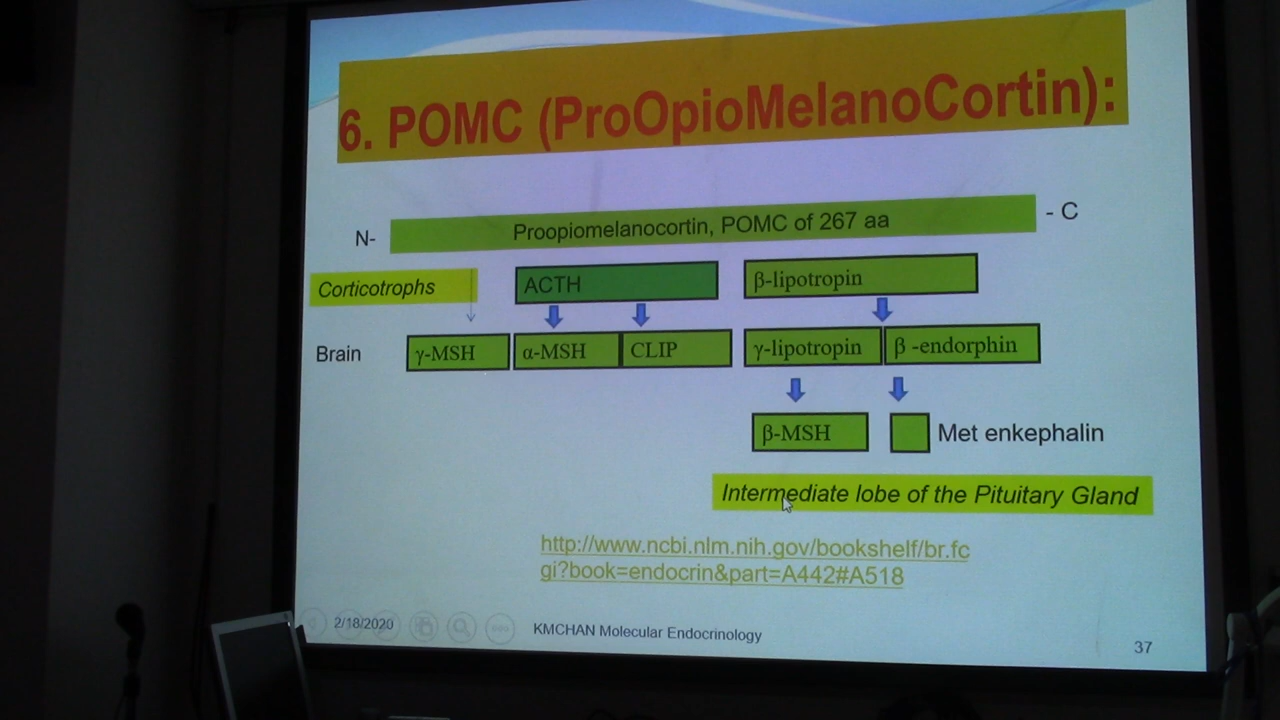 6. POMC (ProOpioMelanoCortin):
N-
Proopiomelanocortin, POMC of 267 aa
- C
Corticotrophs
ACTH
β-lipotropin
Brain
γ-MSH
α-MSH
CLIP
γ-lipotropin
β -endorphin
β-MSH
Met enkephalin
Intermediate lobe of the Pituitary Gland
http://www.ncbi.nlm.nih.gov/bookshelf/br.fc
gi?book=endocrin&part=A442#A518
2/18/2020
KMCHAN Molecular Endocrinology
37